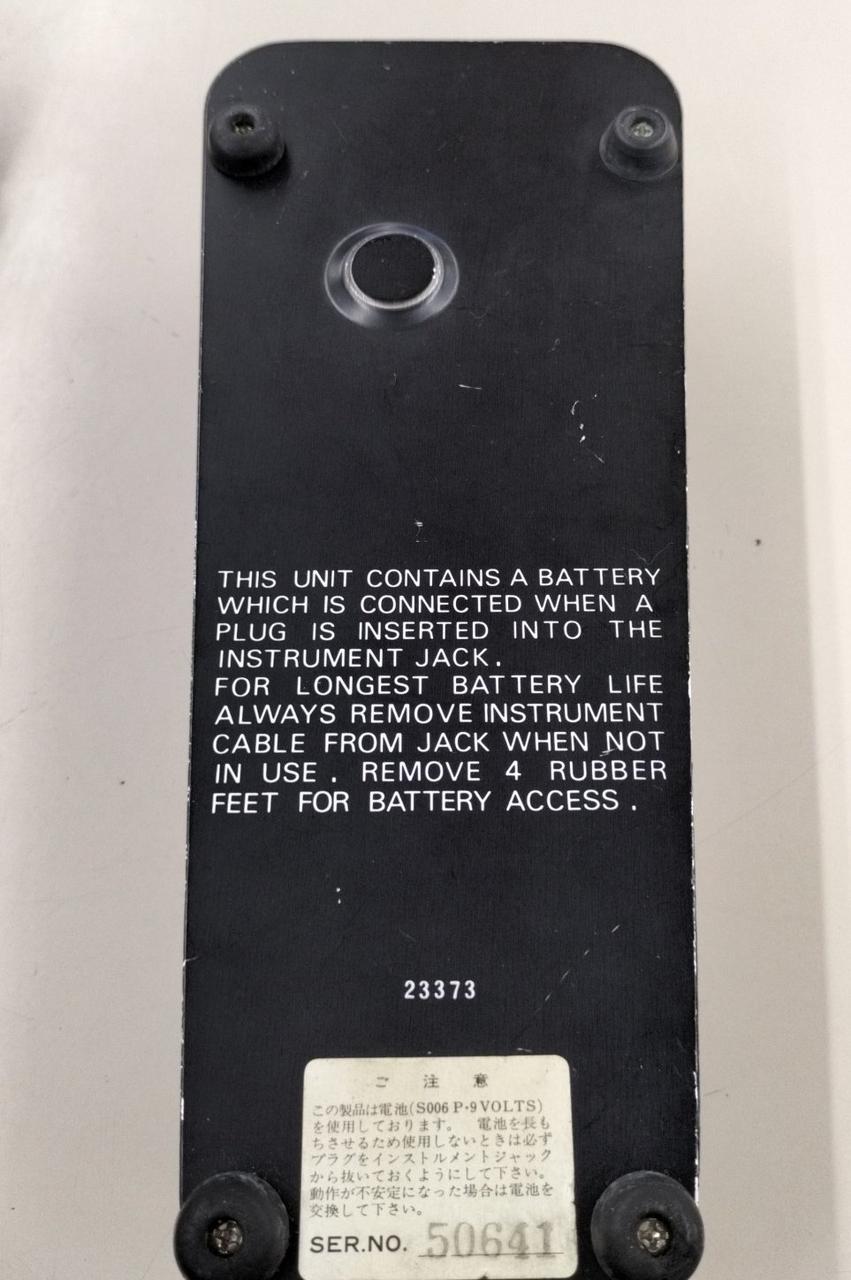 THIS UNIT CONTAINS A BATTERY
WHICH IS CONNECTED WHEN A
PLUG IS INSERTED INTO THE
INSTRUMENT JACK.
FOR LONGEST BATTERY LIFE
ALWAYS REMOVE INSTRUMENT
CABLE FROM JACK WHEN NOT
IN USE. REMOVE 4 RUBBER
FEET FOR BATTERY ACCESS.
23373
ご注意
この製品は電池(S006P・9VOLTS)
を使用しております。 電池を長も
ちさせるため使用しないときは必ず
プラグをインストルメントジャック
から抜いておくようにして下さい。
動作が不安定になった場合は電池を
交換して下さい。
SER.NO. 50641